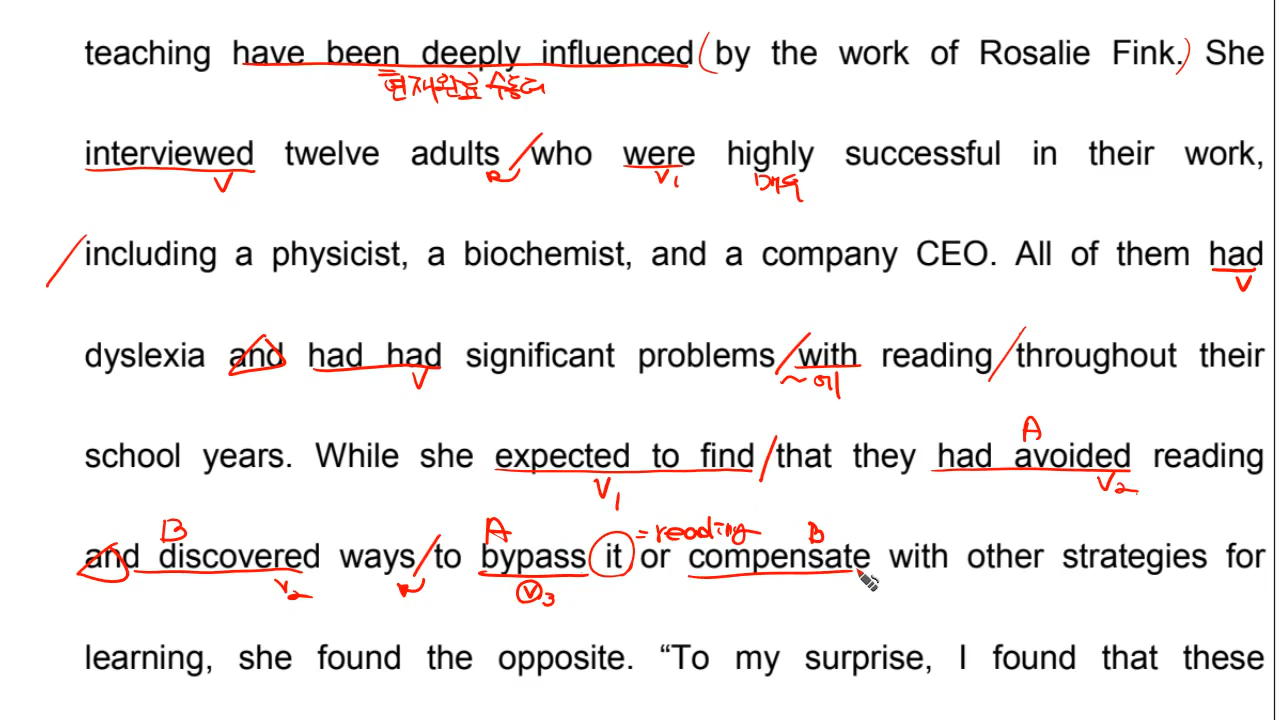 teaching have been deeply influenced (by the work of Rosalie Fink.) She
현재완료 수동태
interviewed twelve adults who were highly successful in their work,
V V1 매우
including a physicist, a biochemist, and a company CEO. All of them had
V
dyslexia and had had significant problems with reading throughout their
V ~에
A
school years. While she expected to find that they had avoided reading
V1 V2
B A = reading B
and discovered ways to bypass it or compensate with other strategies for
V2 V3
learning, she found the opposite. “To my surprise, I found that these